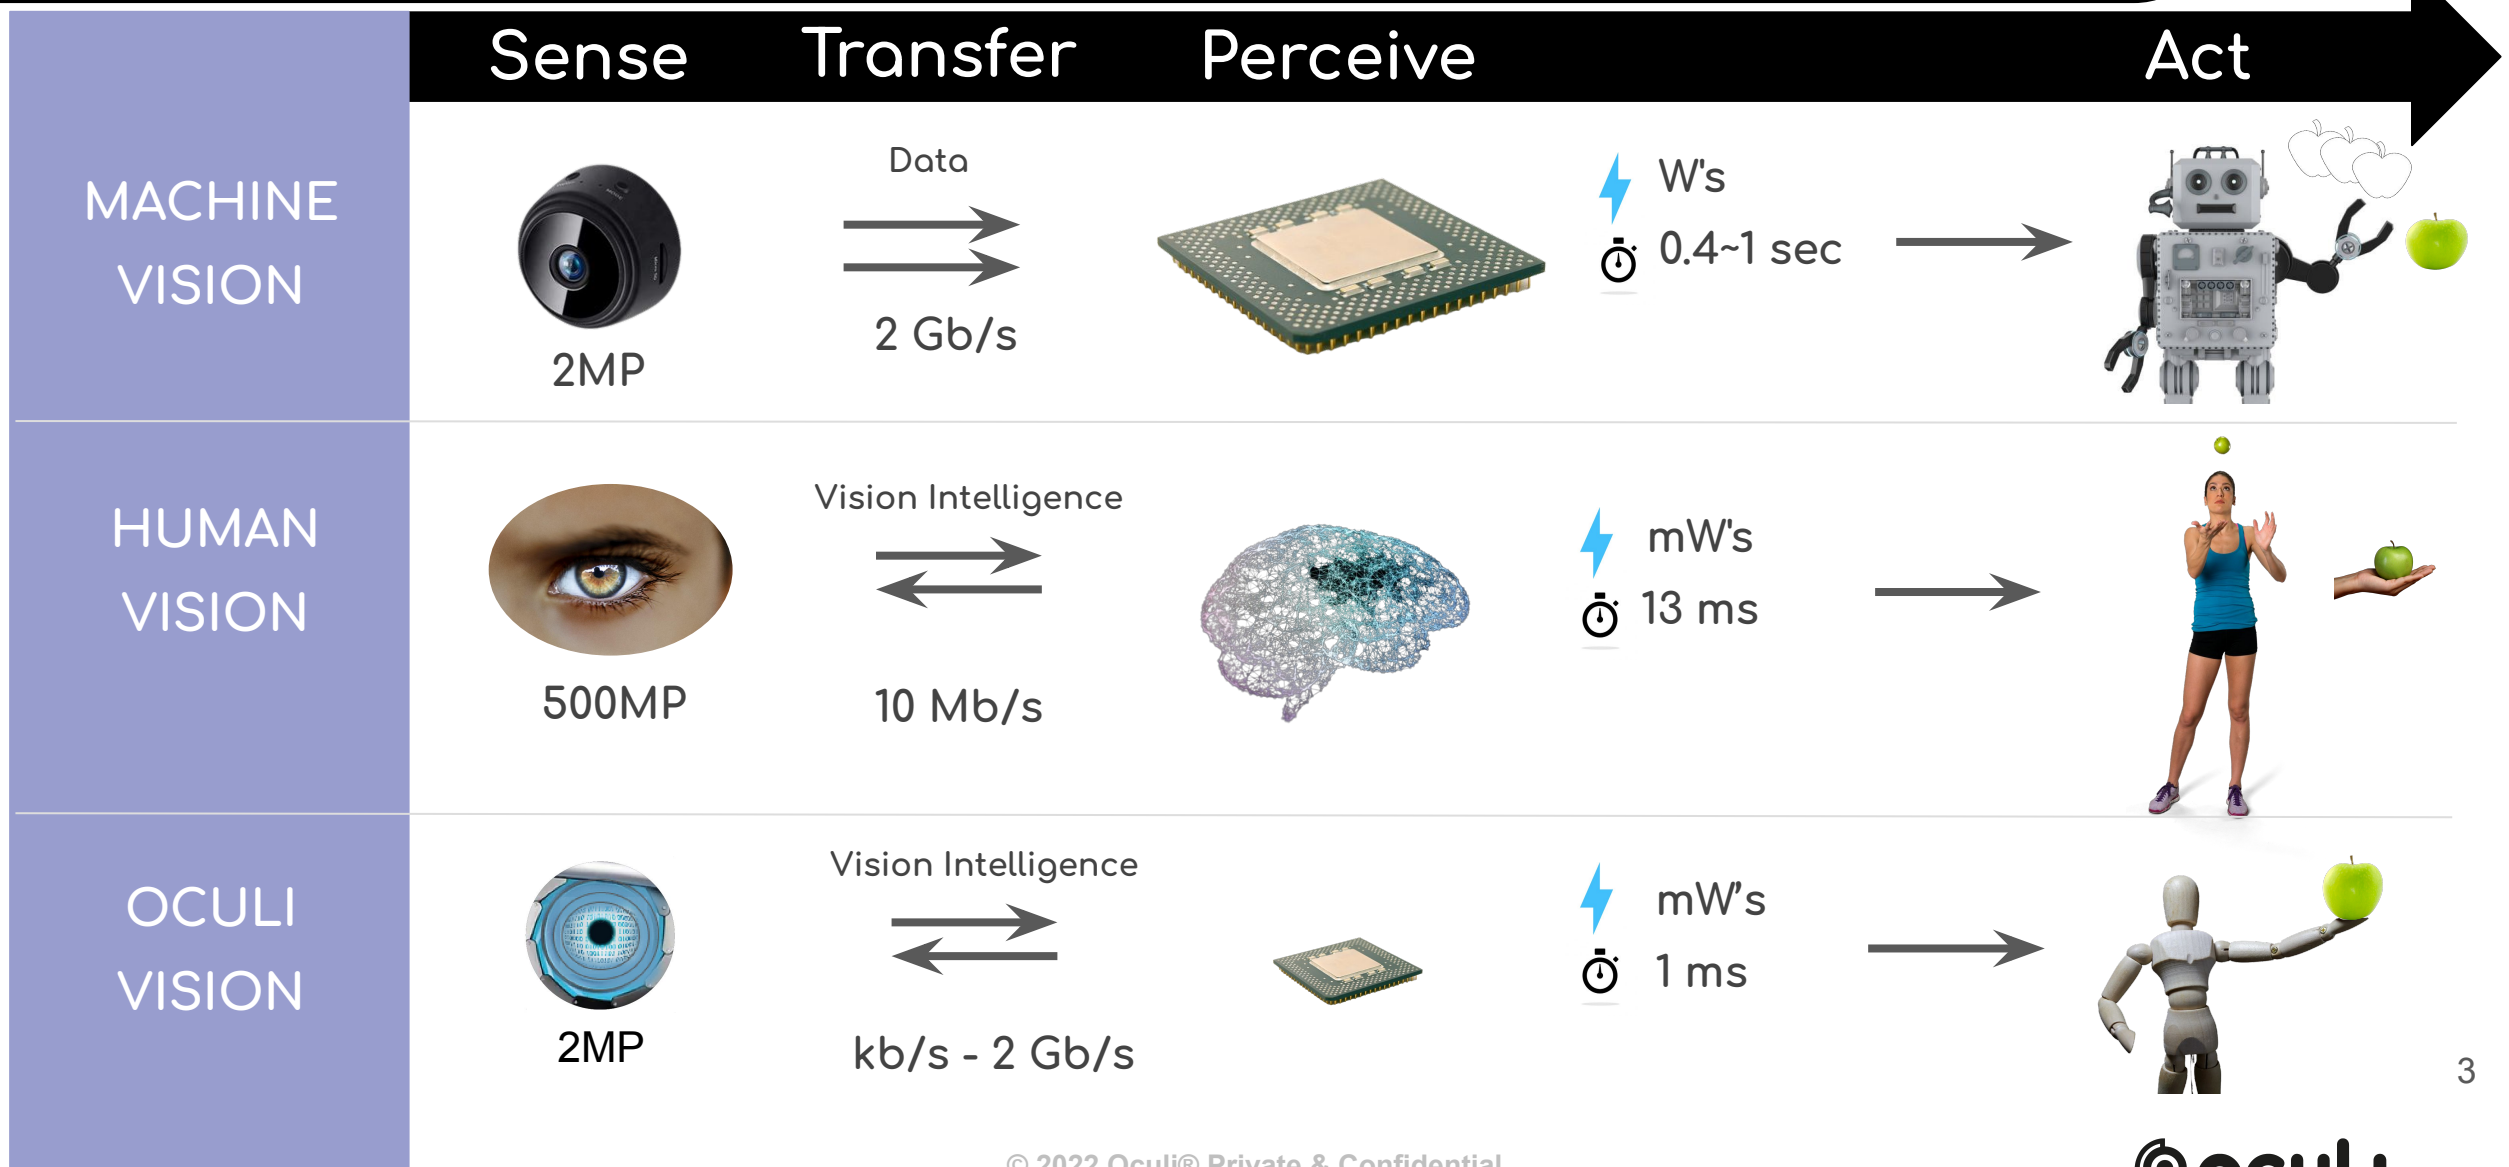 Sense Transfer Perceive Act
MACHINE
VISION
Data
2 Gb/s
2MP
W's
0.4~1 sec
HUMAN
VISION
Vision Intelligence
10 Mb/s
500MP
mW's
13 ms
OCULI
VISION
Vision Intelligence
kb/s - 2 Gb/s
2MP
mW's
1 ms
3
© 2022 Oculi® Private & Confidential
oculi